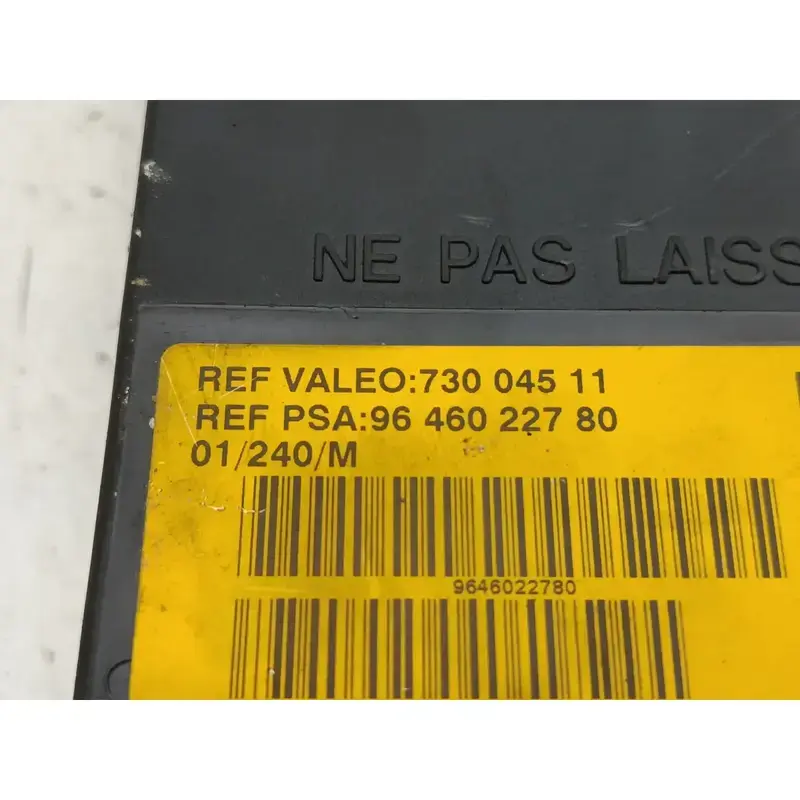 NE PAS LAISS
REF VALEO:730 045 11
REF PSA:96 460 227 80
01/240/M
9646022780